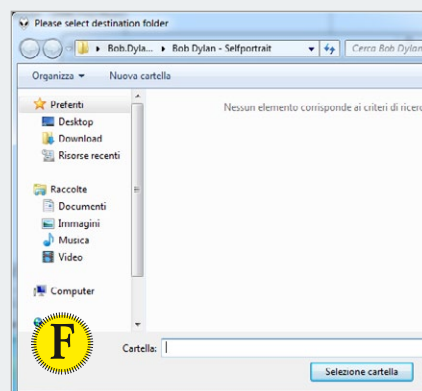 Please select destination folder
Bob.Dyla... ▸ Bob Dylan - Selfportrait
Cerca Bob Dylan
Organizza
Nuova cartella
Preferiti
Nessun elemento corrisponde ai criteri di ricerc
Desktop
Download
Risorse recenti
Raccolte
Documenti
Immagini
Musica
Video
Computer
F
Cartella:
Selezione cartella